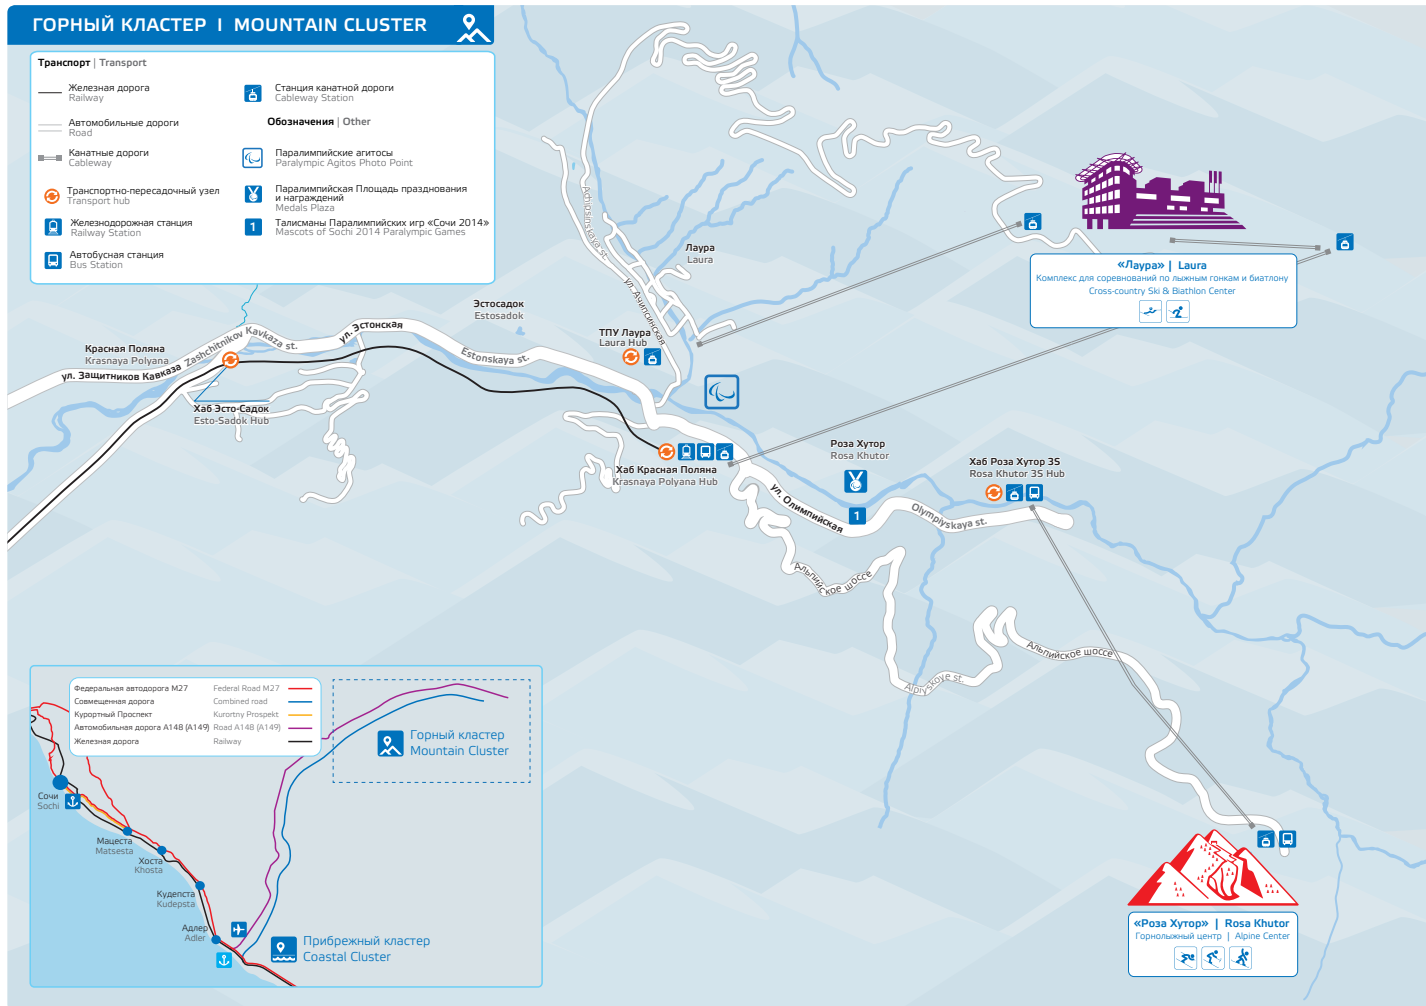 ГОРНЫЙ КЛАСТЕР | MOUNTAIN CLUSTER
Транспорт | Transport
Железная дорога
Railway
Автомобильные дороги
Road
Канатные дороги
Cableway
Транспортно-пересадочный узел
Transport hub
Железнодорожная станция
Railway Station
Автобусная станция
Bus Station
Станция канатной дороги
Cableway Station
Обозначения | Other
Паралимпийские агитосы
Paralympic Agitos Photo Point
Паралимпийская Площадь празднования
и награждений
Medals Plaza
1
Талисманы Паралимпийских игр «Сочи 2014»
Mascots of Sochi 2014 Paralympic Games
Achipsinskaya st.
ул. Ачипсинская
Лаура
Laura
«Лаура» | Laura
Комплекс для соревнований по лыжным гонкам и биатлону
Cross-country Ski & Biathlon Center
Эстосадок
Estosadok
ТПУ Лаура
Laura Hub
Красная Поляна
Krasnaya Polyana
ул. Защитников Кавказа
Zashchitnikov Kavkaza st.
ул. Эстонская
Estonskaya st.
Хаб Эсто-Садок
Esto-Sadok Hub
Хаб Красная Поляна
Krasnaya Polyana Hub
Роза Хутор
Rosa Khutor
1
Хаб Роза Хутор 3S
Rosa Khutor 3S Hub
ул. Олимпийская
Olympiyskaya st.
Альпийское шоссе
Alpiyskoye st.
Альпийское шоссе
«Роза Хутор» | Rosa Khutor
Горнолыжный центр | Alpine Center
Федеральная автодорога М27 Federal Road M27
Совмещенная дорога Combined road
Курортный Проспект Kurortny Prospekt
Автомобильная дорога А148 (А149) Road A148 (A149)
Железная дорога Railway
Горный кластер
Mountain Cluster
Сочи
Sochi
Мацеста
Matsesta
Хоста
Khosta
Кудепста
Kudepsta
Адлер
Adler
Прибрежный кластер
Coastal Cluster